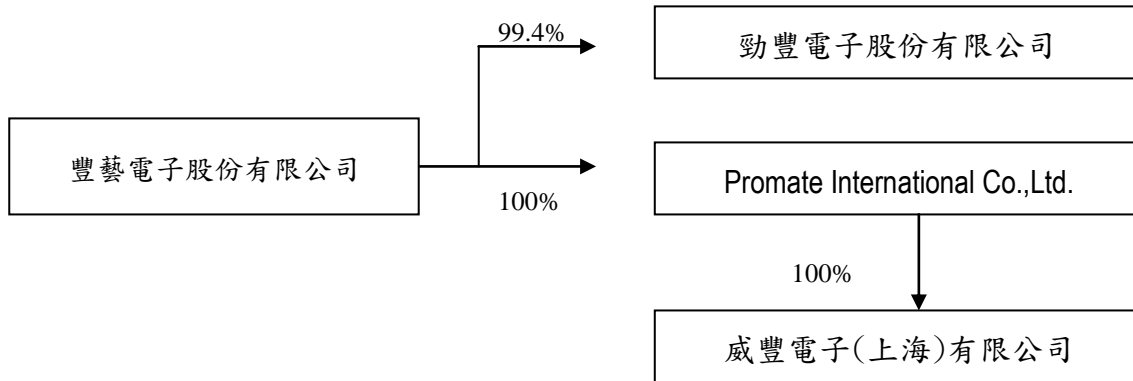 99.4%
勁豐電子股份有限公司
豐藝電子股份有限公司
100%
Promate International Co.,Ltd.
100%
威豐電子(上海)有限公司